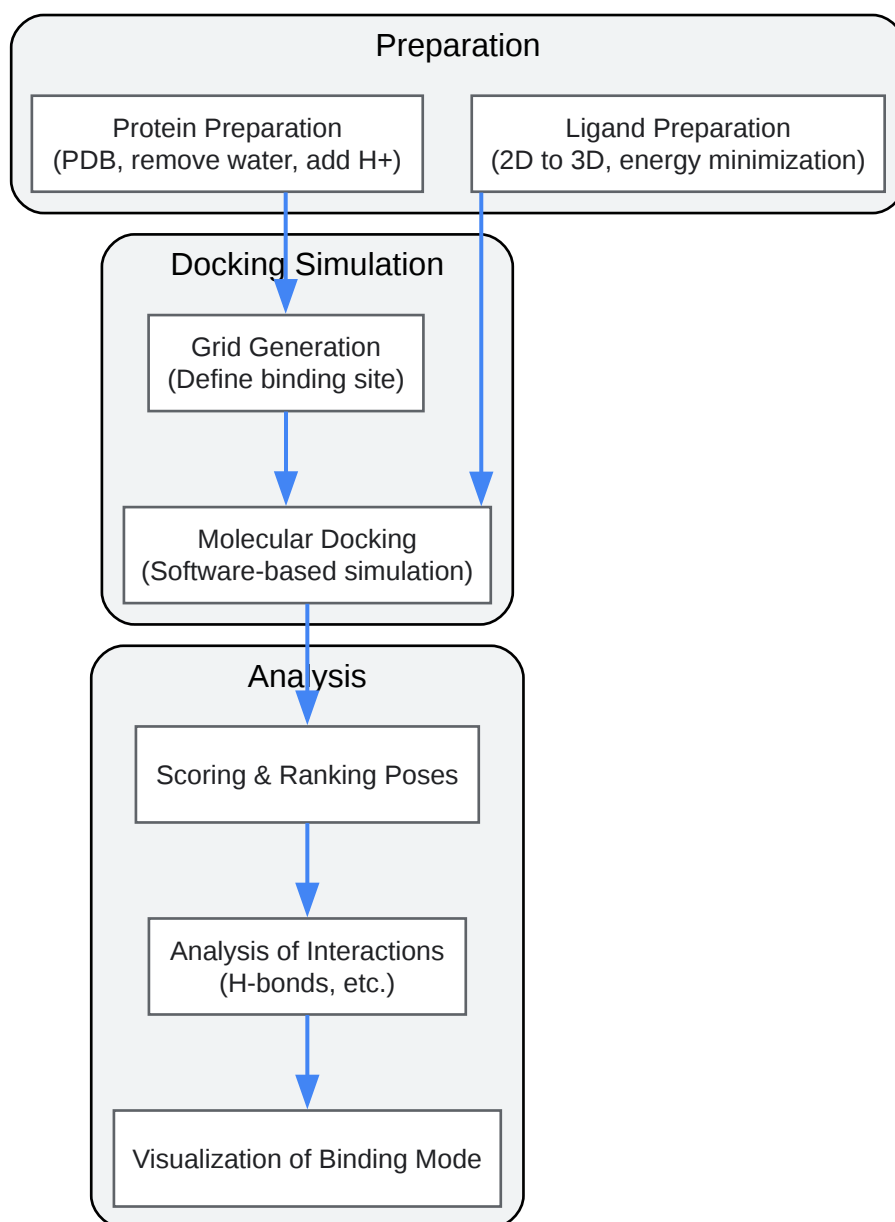 Preparation
Protein Preparation
(PDB, remove water, add H+)
Ligand Preparation
(2D to 3D, energy minimization)
Docking Simulation
Grid Generation
(Define binding site)
Molecular Docking
(Software-based simulation)
Analysis
Scoring & Ranking Poses
Analysis of Interactions
(H-bonds, etc.)
Visualization of Binding Mode